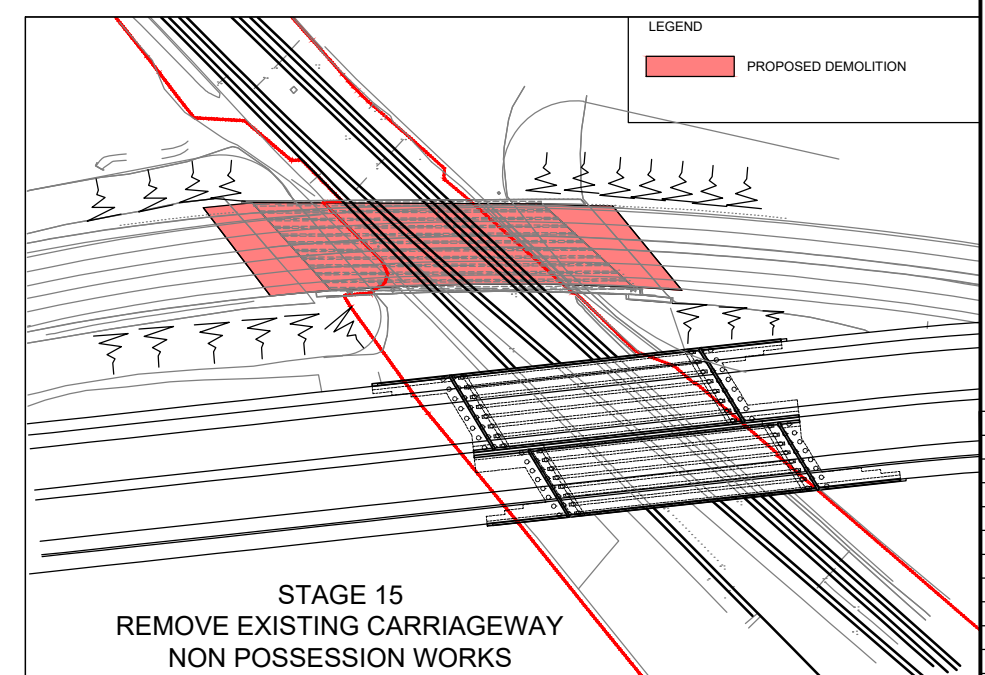 LEGEND
PROPOSED DEMOLITION
STAGE 15
REMOVE EXISTING CARRIAGEWAY
NON POSSESSION WORKS